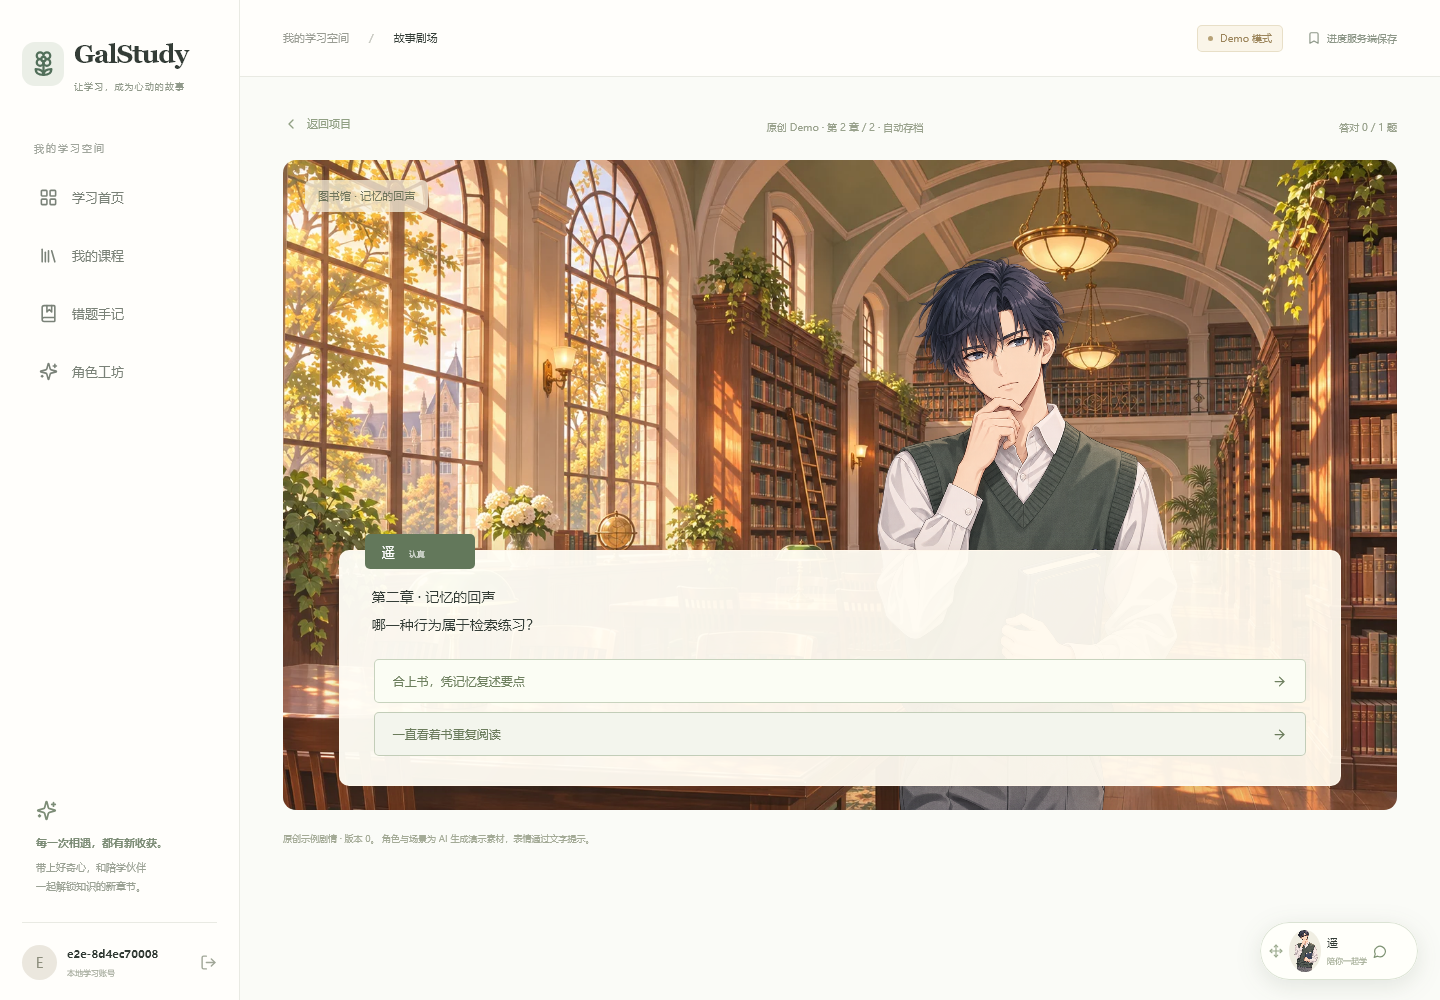 GalStudy
让学习，成为心动的故事
我的学习空间
学习首页
我的课程
错题手记
角色工坊
每一次相遇，都有新收获。
带上好奇心，和陪学伙伴
一起解锁知识的新章节。
E
e2e-8d4ec70008
本地学习账号
我的学习空间 / 故事剧场
Demo 模式
进度服务端保存
返回项目
原创 Demo · 第 2 章 / 2 · 自动存档
答对 0 / 1 题
图书馆 · 记忆的回声
遥 认真
第二章 · 记忆的回声
哪一种行为属于检索练习？
合上书，凭记忆复述要点
一直看着书重复阅读
原创示例剧情 · 版本 0。 角色与场景为 AI 生成演示素材，表情通过文字提示。
遥
陪你一起学